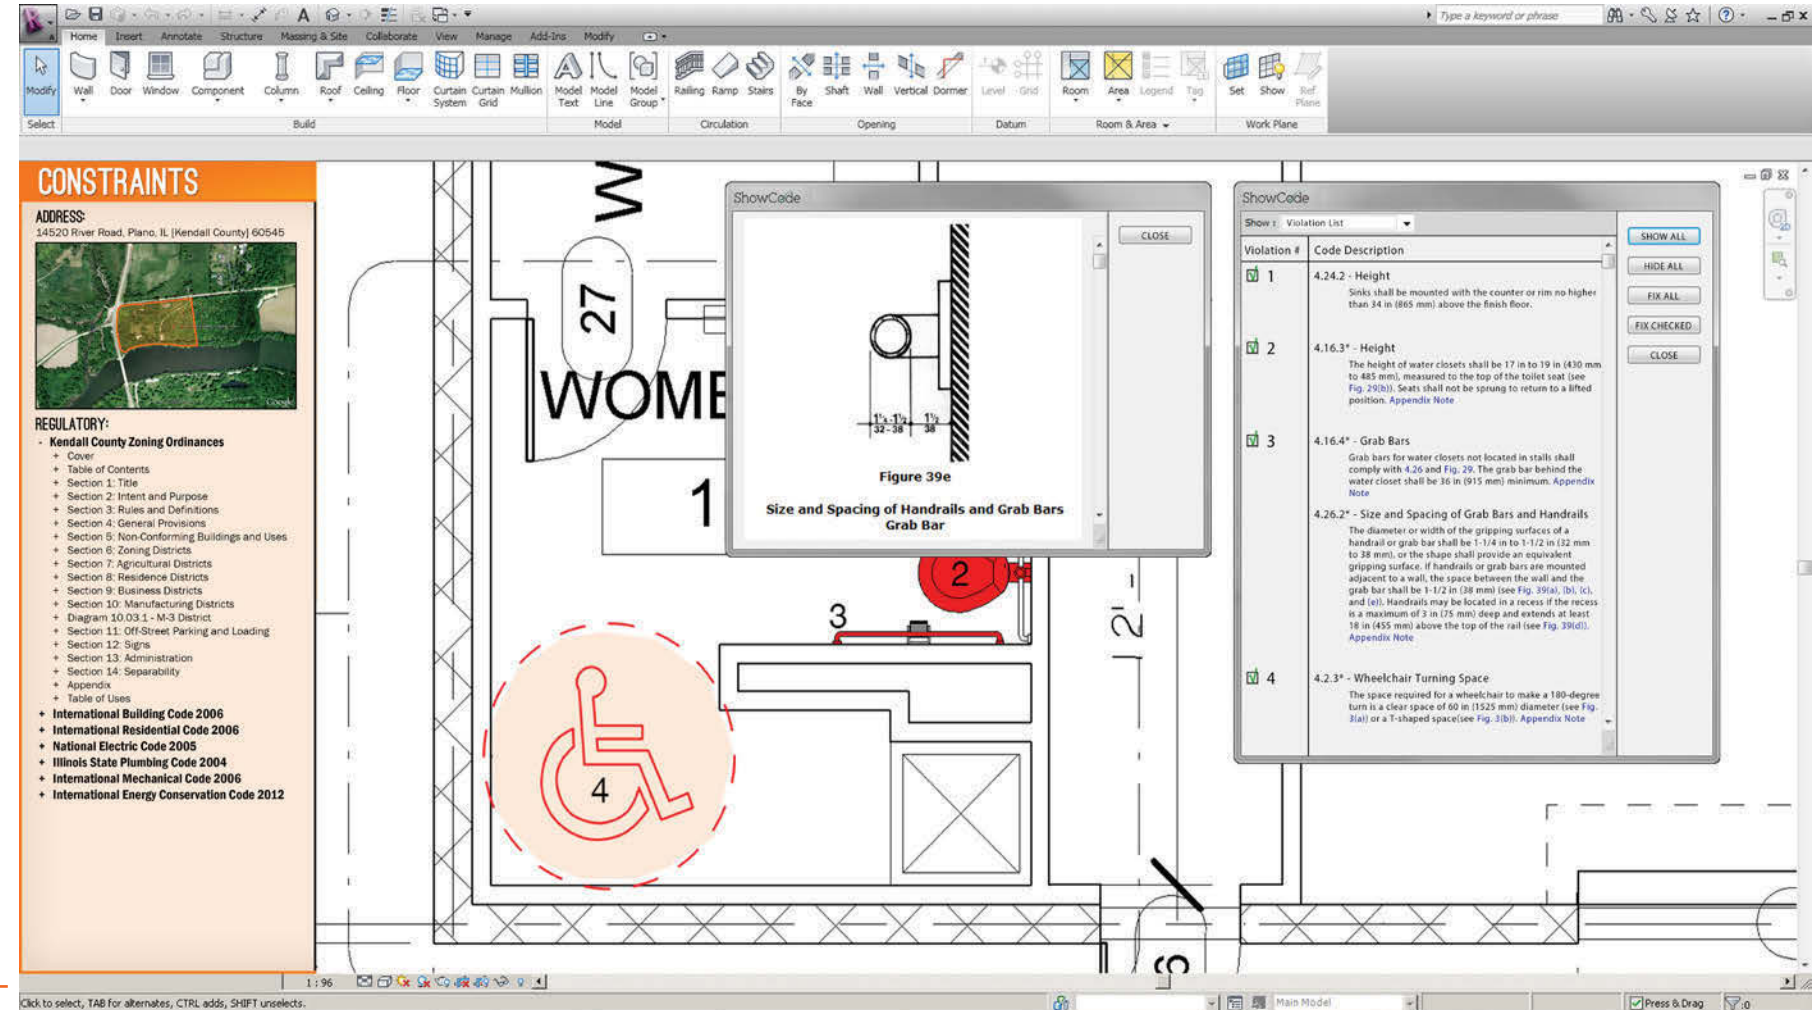 Type a keyword or phrase
Home Insert Annotate Structure Massing & Site Collaborate View Manage Add-Ins Modify
Modify Wall Door Window Component Column Roof Ceiling Floor Curtain System Curtain Grid Mullion Model Text Model Line Model Group Railing Ramp Stairs By Face Shaft Wall Vertical Dormer Level Grid Room Area Legend Tag Set Show Ref Plane
Select Build Model Circulation Opening Datum Room & Area Work Plane
CONSTRAINTS
ADDRESS:
14520 River Road, Plano, IL [Kendall County] 60545
Google
REGULATORY:
- Kendall County Zoning Ordinances
+ Cover
+ Table of Contents
+ Section 1: Title
+ Section 2: Intent and Purpose
+ Section 3: Rules and Definitions
+ Section 4: General Provisions
+ Section 5: Non-Conforming Buildings and Uses
+ Section 6: Zoning Districts
+ Section 7: Agricultural Districts
+ Section 8: Residence Districts
+ Section 9: Business Districts
+ Section 10: Manufacturing Districts
+ Diagram 10.03.1 - M-3 District
+ Section 11: Off-Street Parking and Loading
+ Section 12: Signs
+ Section 13: Administration
+ Section 14: Separability
+ Appendix
+ Table of Uses
+ International Building Code 2006
+ International Residential Code 2006
+ National Electric Code 2005
+ Illinois State Plumbing Code 2004
+ International Mechanical Code 2006
+ International Energy Conservation Code 2012
W
27
WOME
1
2
3
4
12'-
6
ShowCode
CLOSE
1¼-1½
32-38
1½
38
Figure 39e
Size and Spacing of Handrails and Grab Bars
Grab Bar
ShowCode
Show : Violation List
Violation # Code Description
SHOW ALL
HIDE ALL
FIX ALL
FIX CHECKED
CLOSE
1 4.24.2 - Height
Sinks shall be mounted with the counter or rim no higher
than 34 in (865 mm) above the finish floor.
2 4.16.3* - Height
The height of water closets shall be 17 in to 19 in (430 mm
to 485 mm), measured to the top of the toilet seat (see
Fig. 29(b)). Seats shall not be sprung to return to a lifted
position. Appendix Note
3 4.16.4* - Grab Bars
Grab bars for water closets not located in stalls shall
comply with 4.26 and Fig. 29. The grab bar behind the
water closet shall be 36 in (915 mm) minimum. Appendix
Note
4.26.2* - Size and Spacing of Grab Bars and Handrails
The diameter or width of the gripping surfaces of a
handrail or grab bar shall be 1-1/4 in to 1-1/2 in (32 mm
to 38 mm), or the shape shall provide an equivalent
gripping surface. If handrails or grab bars are mounted
adjacent to a wall, the space between the wall and the
grab bar shall be 1-1/2 in (38 mm) (see Fig. 39(a), (b), (c),
and (e)). Handrails may be located in a recess if the recess
is a maximum of 3 in (75 mm) deep and extends at least
18 in (455 mm) above the top of the rail (see Fig. 39(d)).
Appendix Note
4 4.2.3* - Wheelchair Turning Space
The space required for a wheelchair to make a 180-degree
turn is a clear space of 60 in (1525 mm) diameter (see Fig.
3(a)) or a T-shaped space(see Fig. 3(b)). Appendix Note
2D
1 : 96
Click to select, TAB for alternates, CTRL adds, SHIFT unselects.
Main Model
Press & Drag
:0